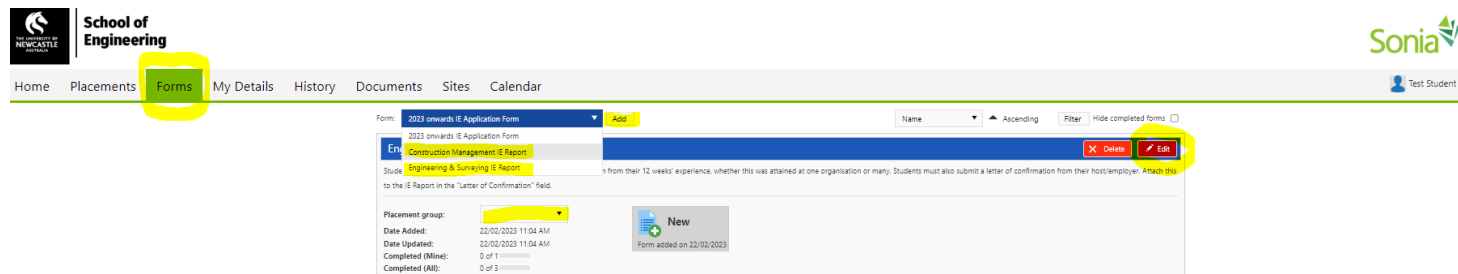 THE UNIVERSITY OF
NEWCASTLE
AUSTRALIA
School of
Engineering
Sonia
Home Placements Forms My Details History Documents Sites Calendar
Test Student
Form: 2023 onwards IE Application Form Add Name Ascending Filter Hide completed forms
2023 onwards IE Application Form
Construction Management IE Report
Engineering & Surveying IE Report
Delete Edit
n from their 12 weeks' experience, whether this was attained at one organisation or many. Students must also submit a letter of confirmation from their host/employer. Attach this
to the IE Report in the "Letter of Confirmation" field.
Placement group:
New
Form added on 22/02/2023
Date Added: 22/02/2023 11:04 AM
Date Updated: 22/02/2023 11:04 AM
Completed (Mine): 0 of 1
Completed (All): 0 of 3